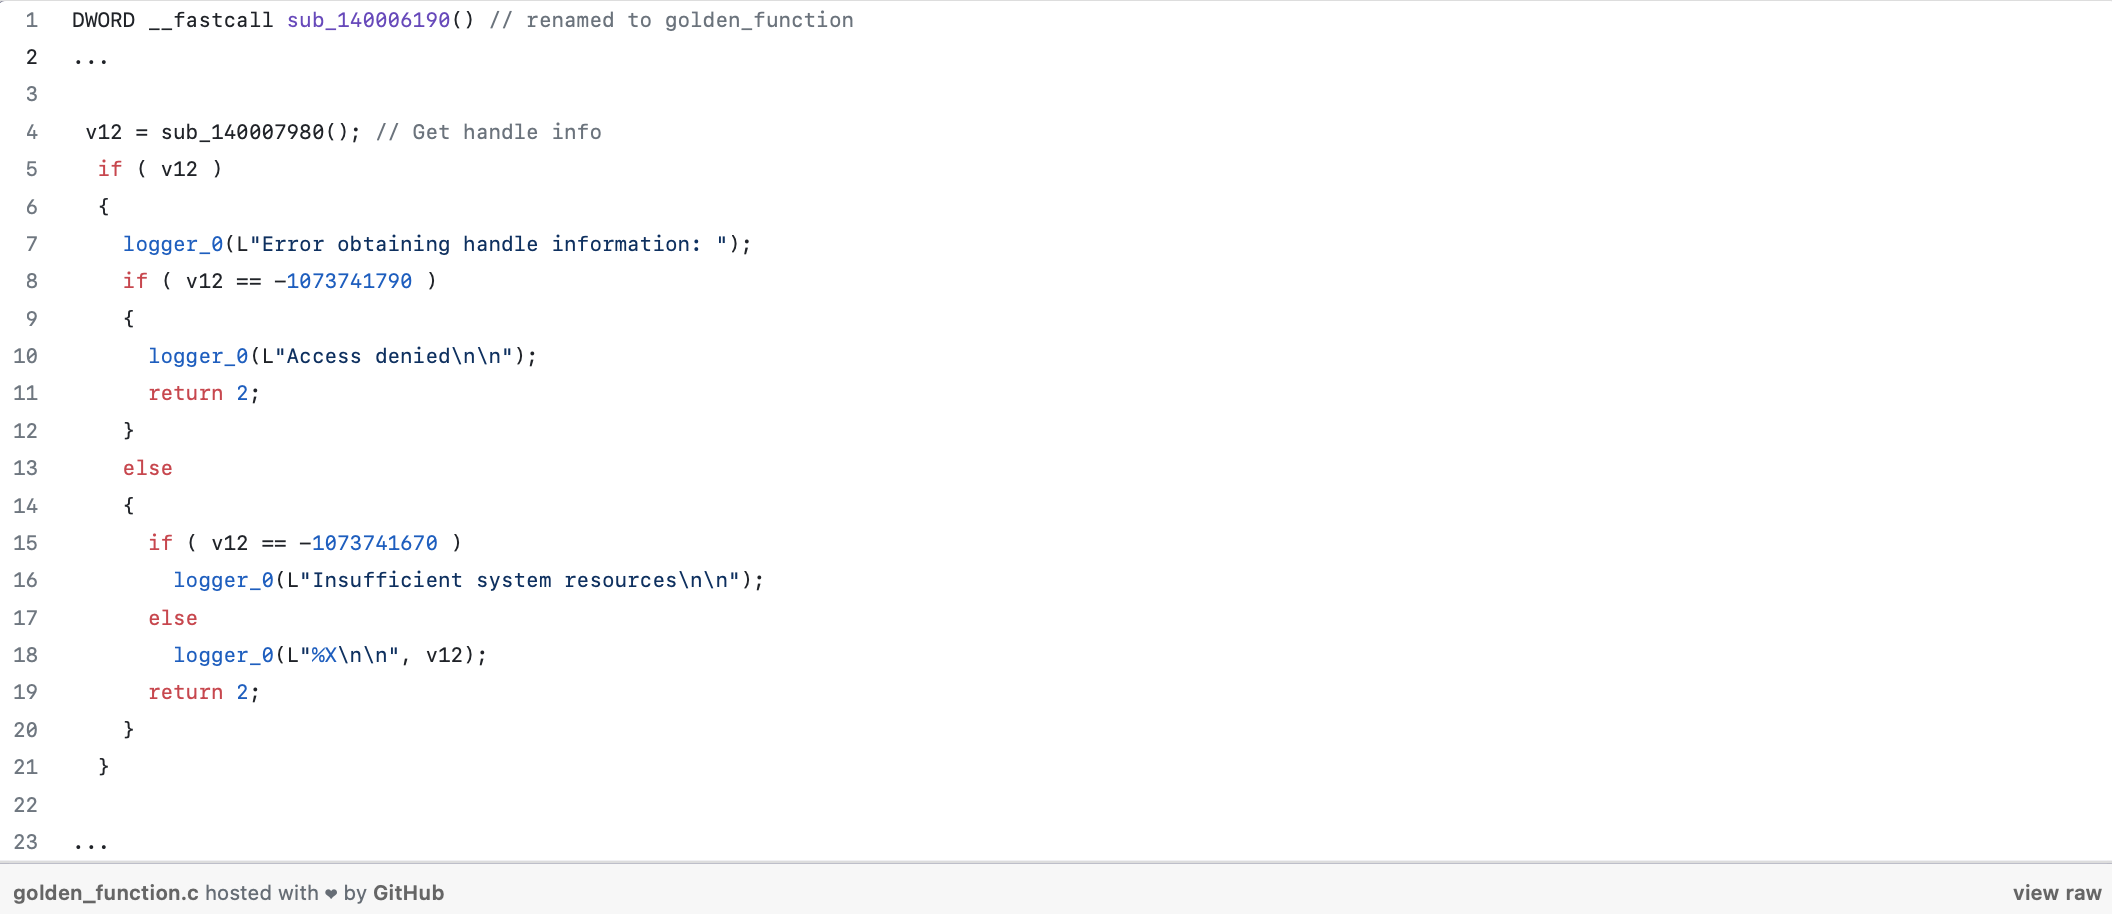 1 DWORD __fastcall sub_140006190() // renamed to golden_function
2 ...
3
4 v12 = sub_140007980(); // Get handle info
5 if ( v12 )
6 {
7 logger_0(L"Error obtaining handle information: ");
8 if ( v12 == -1073741790 )
9 {
10 logger_0(L"Access denied\n\n");
11 return 2;
12 }
13 else
14 {
15 if ( v12 == -1073741670 )
16 logger_0(L"Insufficient system resources\n\n");
17 else
18 logger_0(L"%X\n\n", v12);
19 return 2;
20 }
21 }
22
23 ...
golden_function.c hosted with ❤ by GitHub view raw